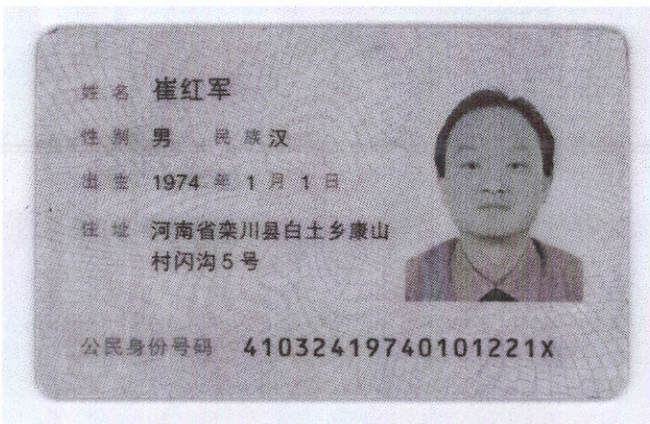 姓名 崔红军
性别 男 民族 汉
出生 1974 年 1 月 1 日
住址 河南省栾川县白土乡康山
村闪沟5号
公民身份号码 41032419740101221X